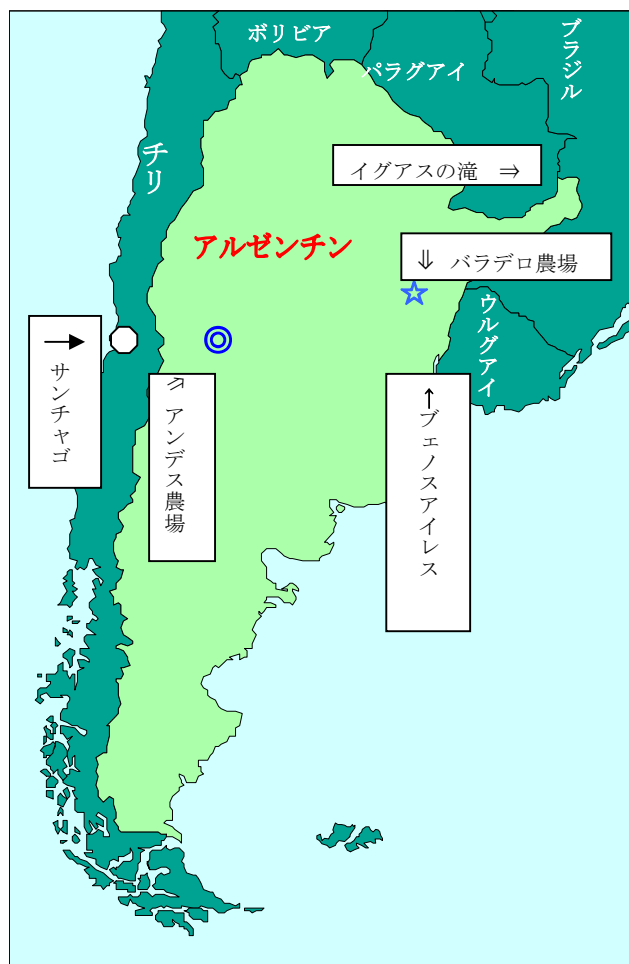 ボリビア
パラグアイ
ブラジル
チリ
イグアスの滝 ⇒
アルゼンチン
⇓ バラデロ農場
ウルグアイ
→ サンチャゴ
⇗ アンデス農場
↑ ブェノスアイレス